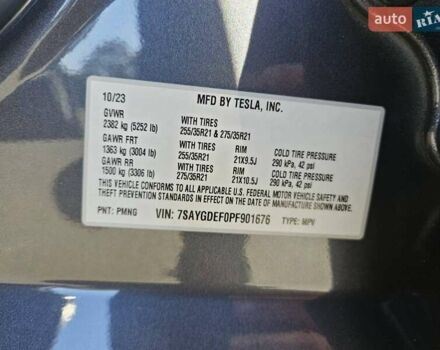 24 RIA
10/23 MFD BY TESLA, INC.
GVWR WITH TIRES
2382 kg (5252 lb) 255/35R21 & 275/35R21
GAWR FRT WITH TIRES RIM COLD TIRE PRESSURE
1363 kg (3004 lb) 255/35R21 21X9.5J 290 kPa, 42 psi
GAWR RR WITH TIRES RIM COLD TIRE PRESSURE
1500 kg (3306 lb) 275/35R21 21X10.5J 290 kPa, 42 psi
THIS VEHICLE CONFORMS TO ALL APPLICABLE U.S. FEDERAL MOTOR VEHICLE SAFETY
AND THEFT PREVENTION STANDARDS IN EFFECT ON THE DATE OF MANUFACTURE SHOWN
ABOVE.
PNT: PMNG VIN: 7SAYGDEF0PF901676 TYPE: MPV